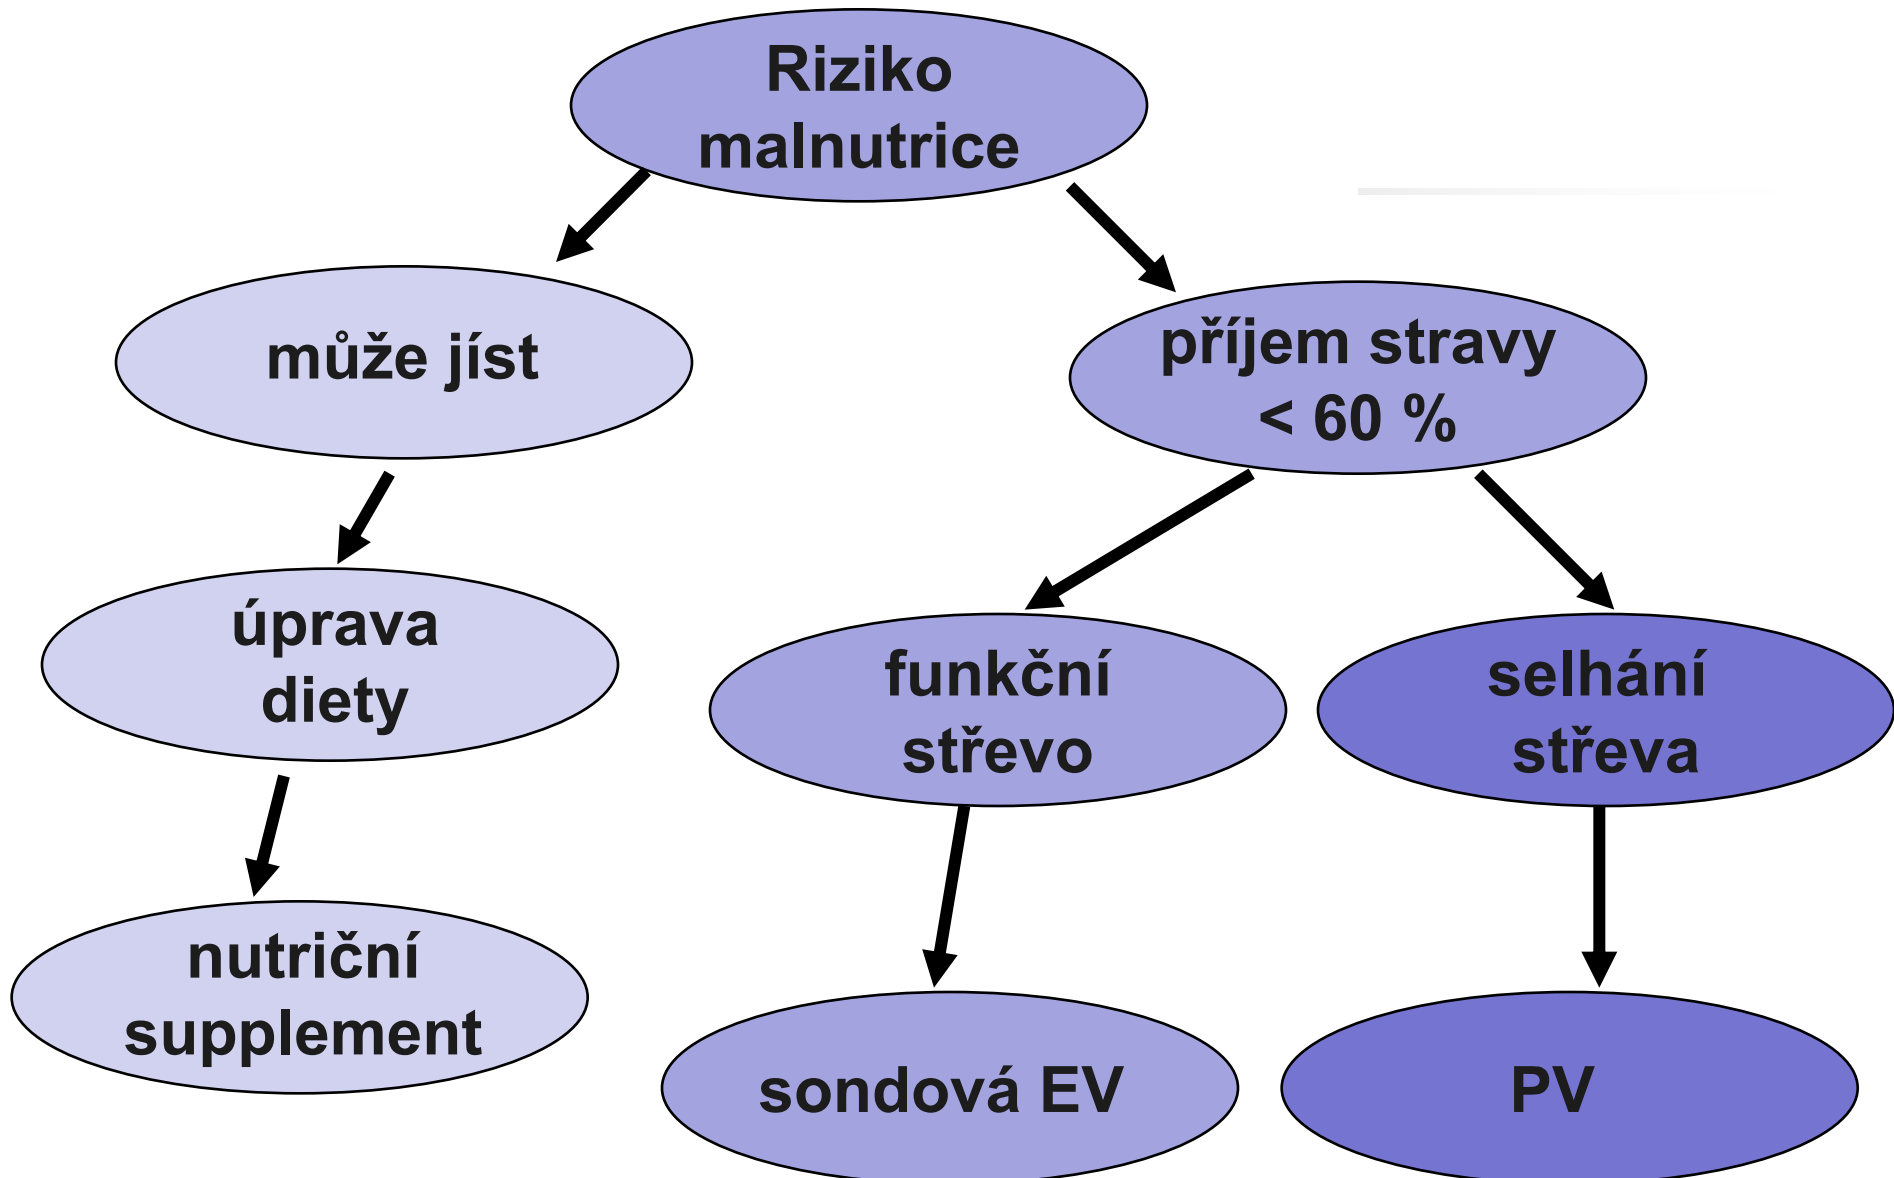 Riziko
malnutrice
může jíst
příjem stravy
< 60 %
úprava
diety
funkční
střevo
selhání
střeva
nutriční
supplement
sondová EV
PV